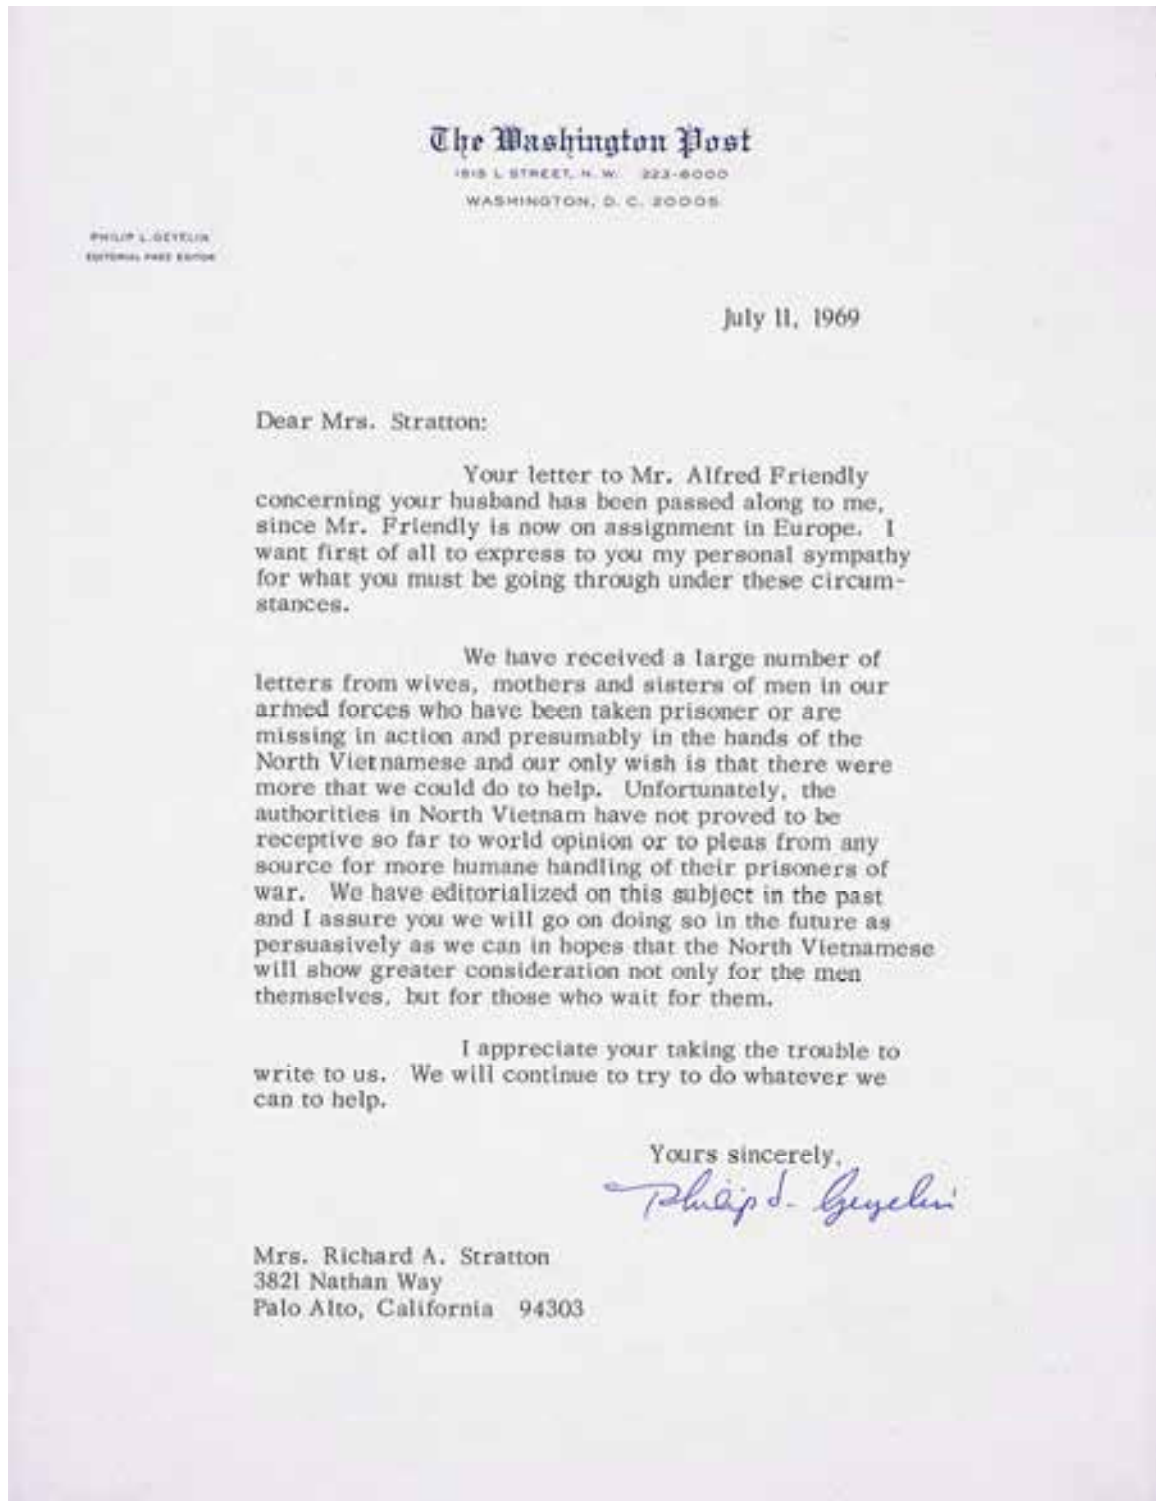 The Washington Post
1515 L STREET, N. W. 223-6000
WASHINGTON, D. C. 20005
PHILIP L. GEYELIN
EDITORIAL PAGE EDITOR
July 11, 1969
Dear Mrs. Stratton:
Your letter to Mr. Alfred Friendly
concerning your husband has been passed along to me,
since Mr. Friendly is now on assignment in Europe. I
want first of all to express to you my personal sympathy
for what you must be going through under these circum-
stances.
We have received a large number of
letters from wives, mothers and sisters of men in our
armed forces who have been taken prisoner or are
missing in action and presumably in the hands of the
North Vietnamese and our only wish is that there were
more that we could do to help. Unfortunately, the
authorities in North Vietnam have not proved to be
receptive so far to world opinion or to pleas from any
source for more humane handling of their prisoners of
war. We have editorialized on this subject in the past
and I assure you we will go on doing so in the future as
persuasively as we can in hopes that the North Vietnamese
will show greater consideration not only for the men
themselves, but for those who wait for them.
I appreciate your taking the trouble to
write to us. We will continue to try to do whatever we
can to help.
Yours sincerely,
Philip L. Geyelin
Mrs. Richard A. Stratton
3821 Nathan Way
Palo Alto, California 94303